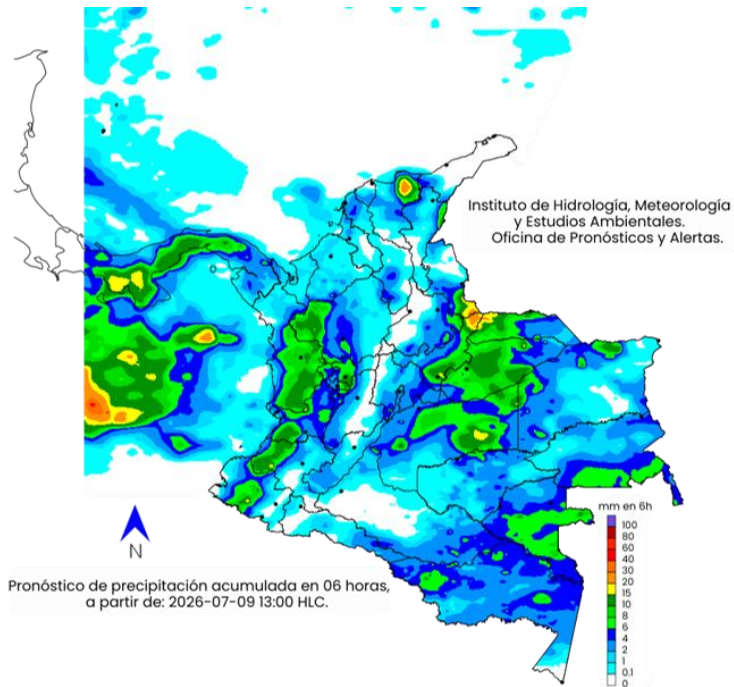 Instituto de Hidrología, Meteorología
y Estudios Ambientales.
Oficina de Pronósticos y Alertas.
N
Pronóstico de precipitación acumulada en 06 horas,
a partir de: 2026-07-09 13:00 HLC.
mm en 6h
100
80
60
40
30
20
15
10
8
6
4
2
1
0.1
0